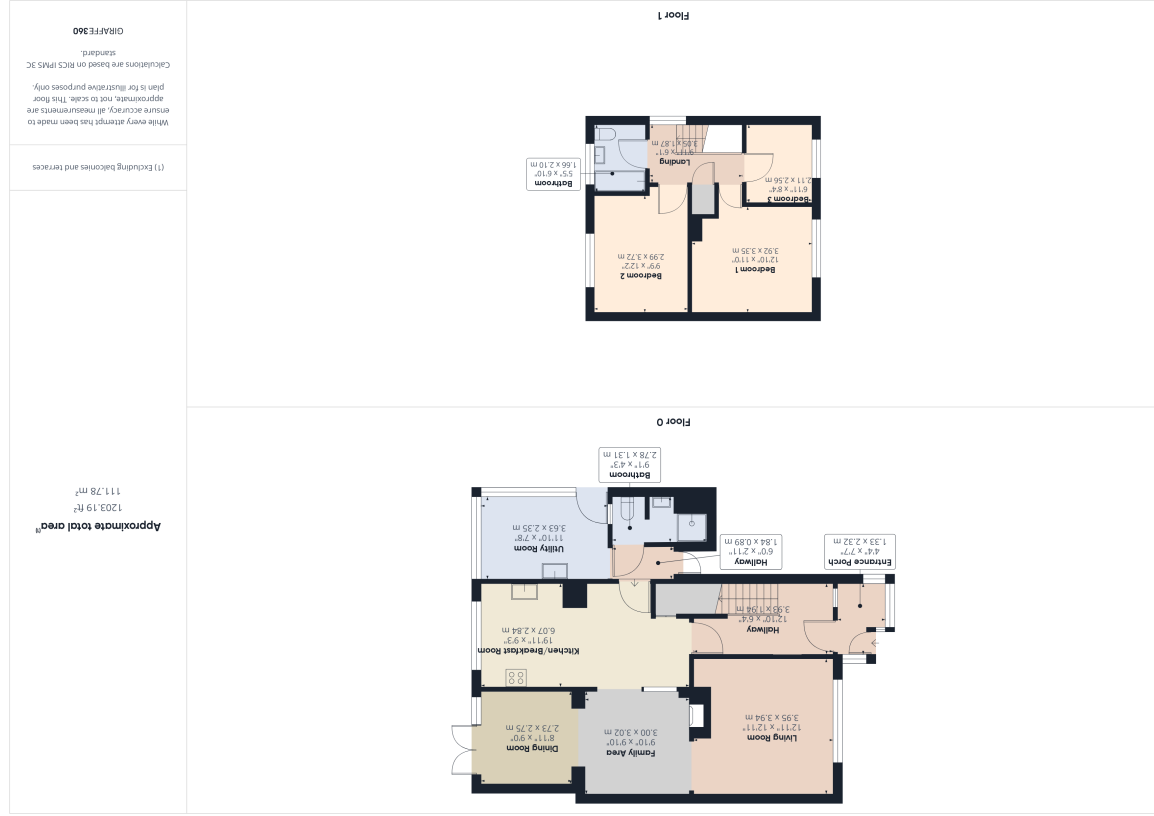 Living Room
12'11" x 12'11"
3.95 x 3.94 m
Family Area
9'10" x 9'10"
3.00 x 3.02 m
Dining Room
8'11" x 9'0"
2.73 x 2.75 m
Hallway
12'10" x 6'4"
3.93 x 1.94 m
Kitchen/Breakfast Room
19'11" x 9'3"
6.07 x 2.84 m
Entrance Porch
4'4" x 7'7"
1.33 x 2.32 m
Hallway
6'0" x 2'11"
1.84 x 0.89 m
Utility Room
11'10" x 7'8"
3.63 x 2.35 m
Bathroom
9'1" x 4'3"
2.78 x 1.31 m
Floor 0
Bedroom 1
12'10" x 11'0"
3.92 x 3.35 m
Bedroom 2
9'9" x 12'2"
2.99 x 3.72 m
Bedroom 3
6'11" x 8'4"
2.11 x 2.56 m
Landing
9'11" x 6'1"
3.05 x 1.87 m
Bathroom
5'5" x 6'10"
1.66 x 2.10 m
Floor 1
Approximate total area(1)
1203.19 ft²
111.78 m²
(1) Excluding balconies and terraces
While every attempt has been made to
ensure accuracy, all measurements are
approximate, not to scale. This floor
plan is for illustrative purposes only.
Calculations are based on RICS IPMS 3C
standard.
GIRAFFE360